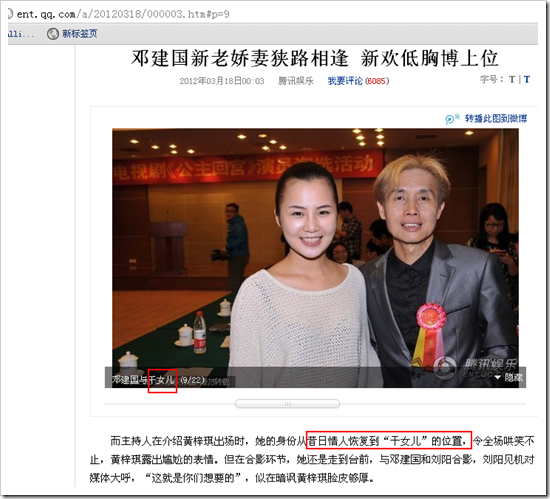 ent.qq.com/a/20120318/000003.htm#p=9
lli... 新标签页
邓建国新老娇妻狭路相逢 新欢低胸博上位
2012年03月18日00:03 腾讯娱乐 我要评论(6085) 字号：T|T
转播此图到微博
电视剧《公主回宫》演员海选活动
腾讯娱乐
ENT.QQ.COM
邓建国与干女儿 (9/22) 隐藏
而主持人在介绍黄梓琪出场时，她的身份从昔日情人恢复到“干女儿”的位置，令全场哄笑不
止，黄梓琪露出尴尬的表情。但在合影环节，她还是走到台前，与邓建国和刘阳合影，刘阳见机对
媒体大呼，“这就是你们想要的”，似在暗讽黄梓琪脸皮够厚。